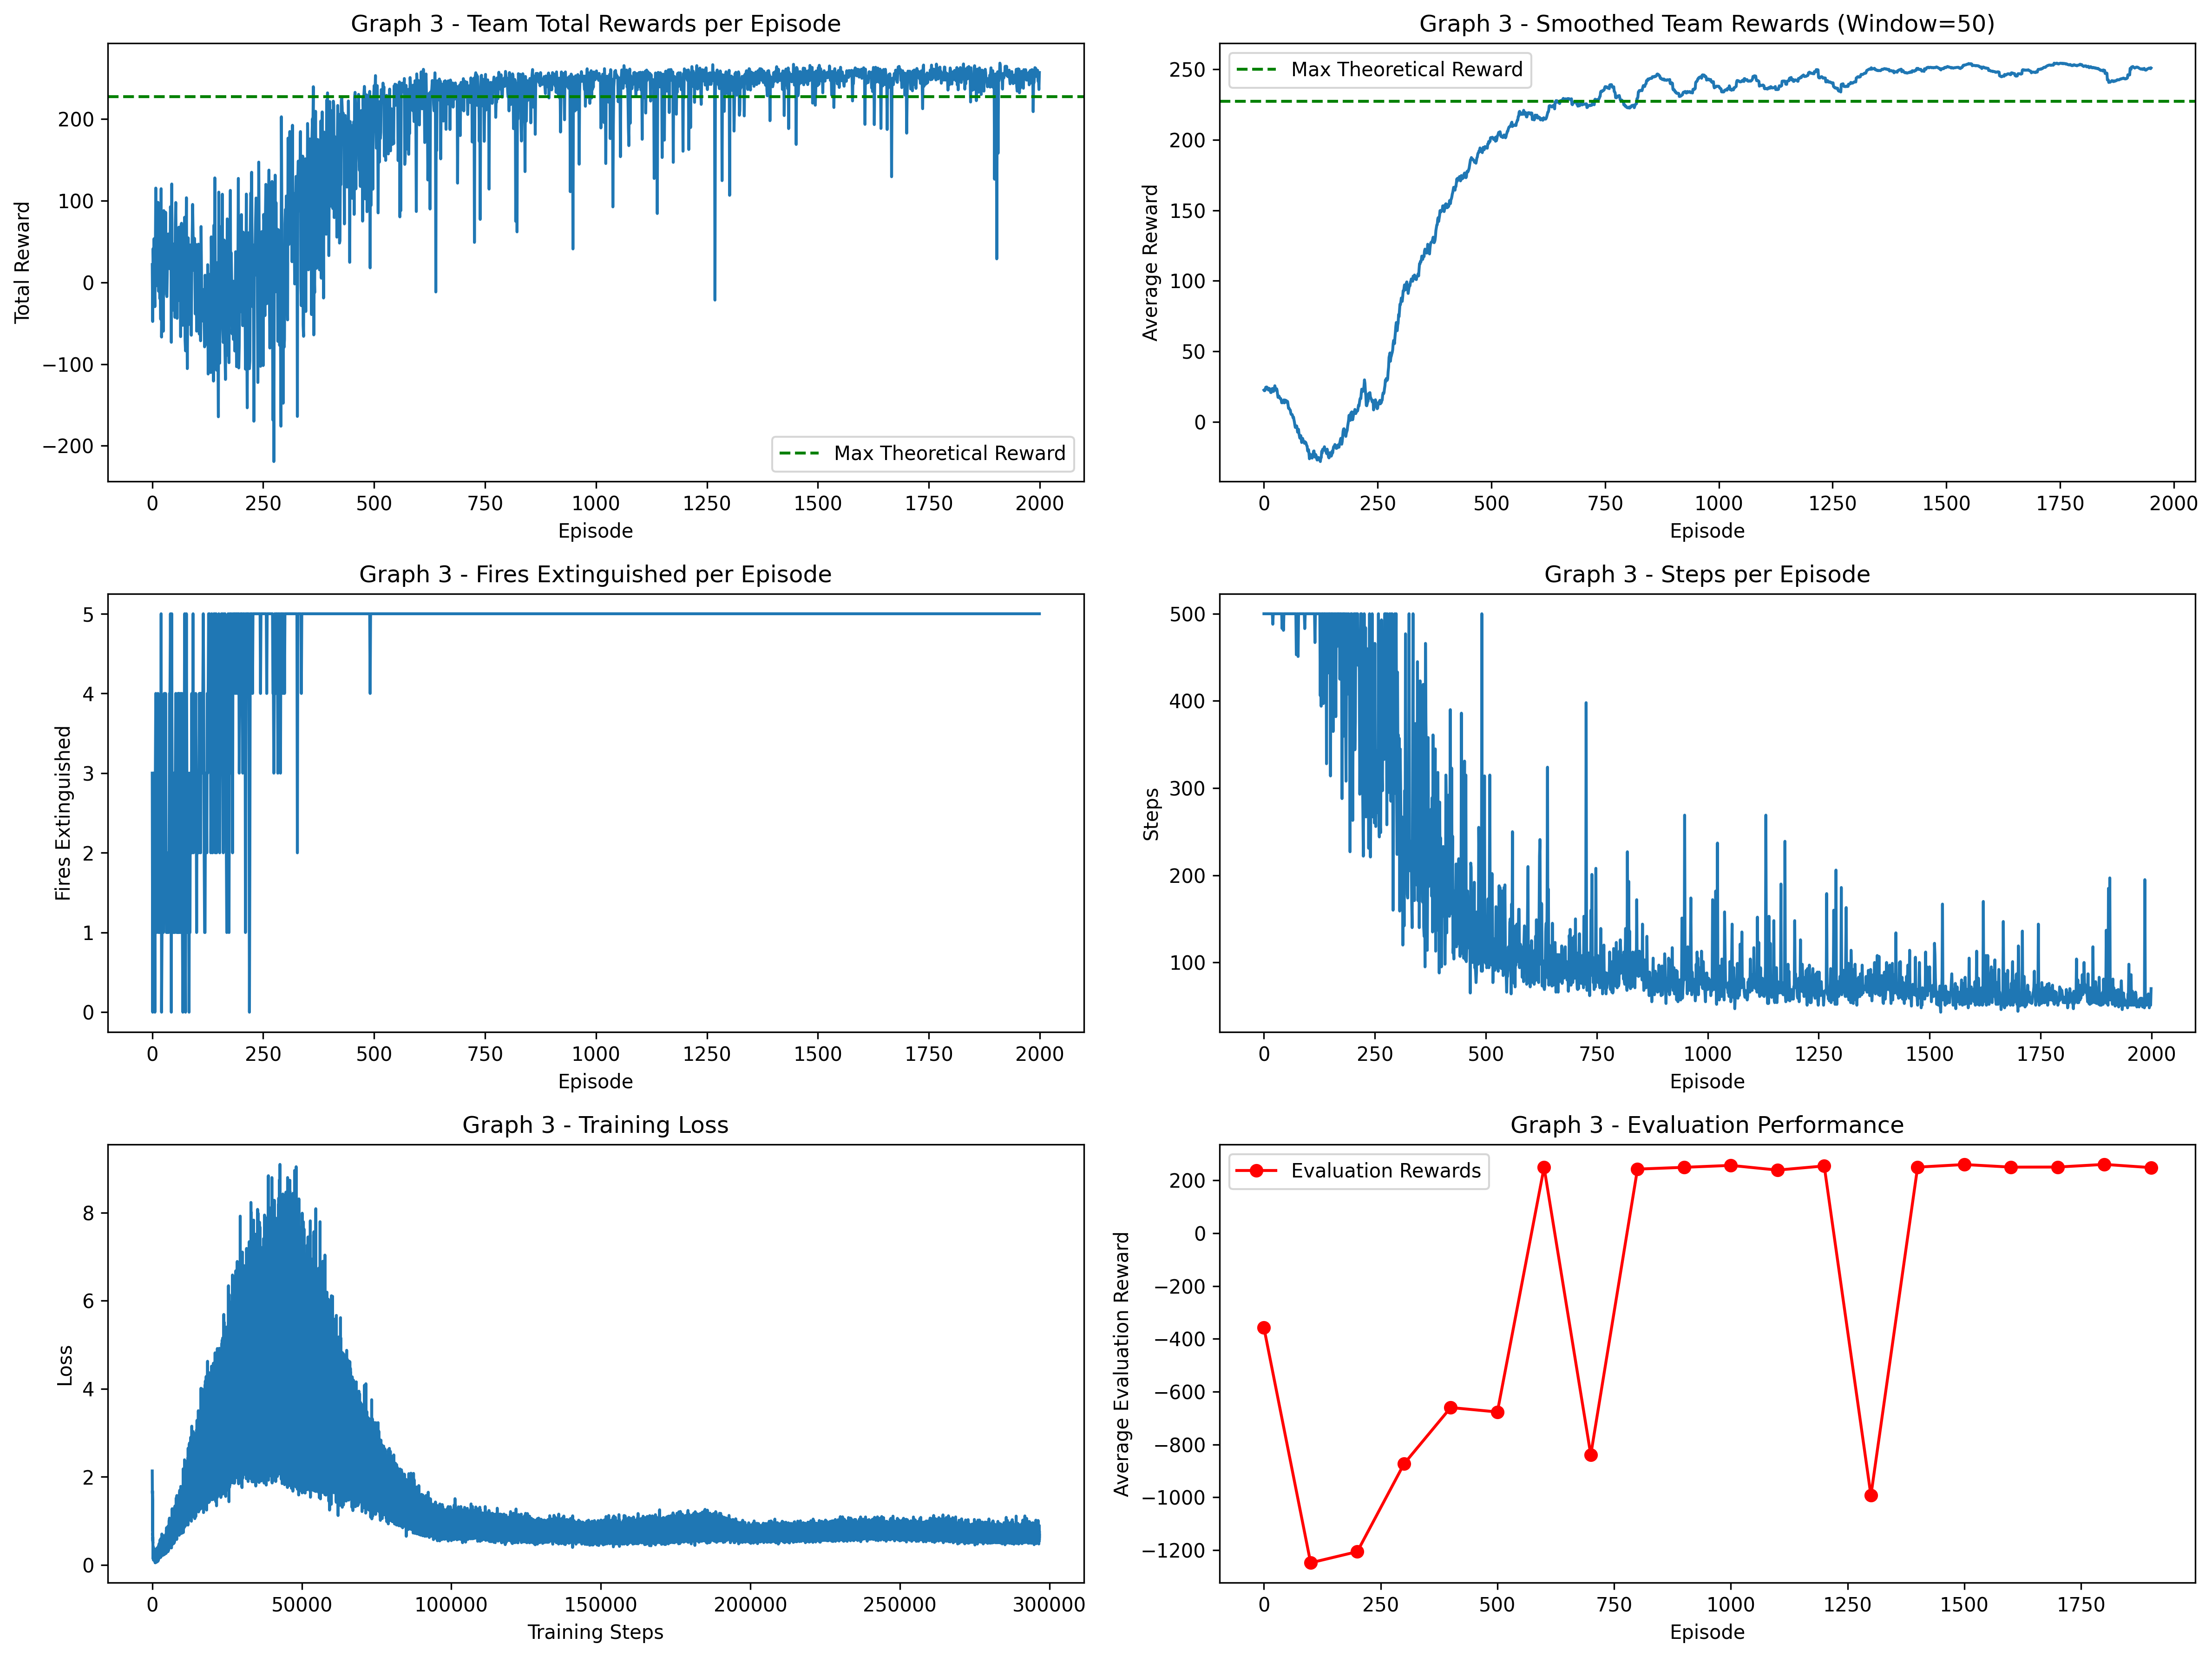 Graph 3 - Team Total Rewards per Episode
Total Reward
200
100
0
−100
−200
Max Theoretical Reward
0 250 500 750 1000 1250 1500 1750 2000
Episode
Graph 3 - Smoothed Team Rewards (Window=50)
Max Theoretical Reward
Average Reward
250
200
150
100
50
0
0 250 500 750 1000 1250 1500 1750 2000
Episode
Graph 3 - Fires Extinguished per Episode
Fires Extinguished
5
4
3
2
1
0
0 250 500 750 1000 1250 1500 1750 2000
Episode
Graph 3 - Steps per Episode
Steps
500
400
300
200
100
0 250 500 750 1000 1250 1500 1750 2000
Episode
Graph 3 - Training Loss
Loss
8
6
4
2
0
0 50000 100000 150000 200000 250000 300000
Training Steps
Graph 3 - Evaluation Performance
Evaluation Rewards
Average Evaluation Reward
200
0
−200
−400
−600
−800
−1000
−1200
0 250 500 750 1000 1250 1500 1750
Episode